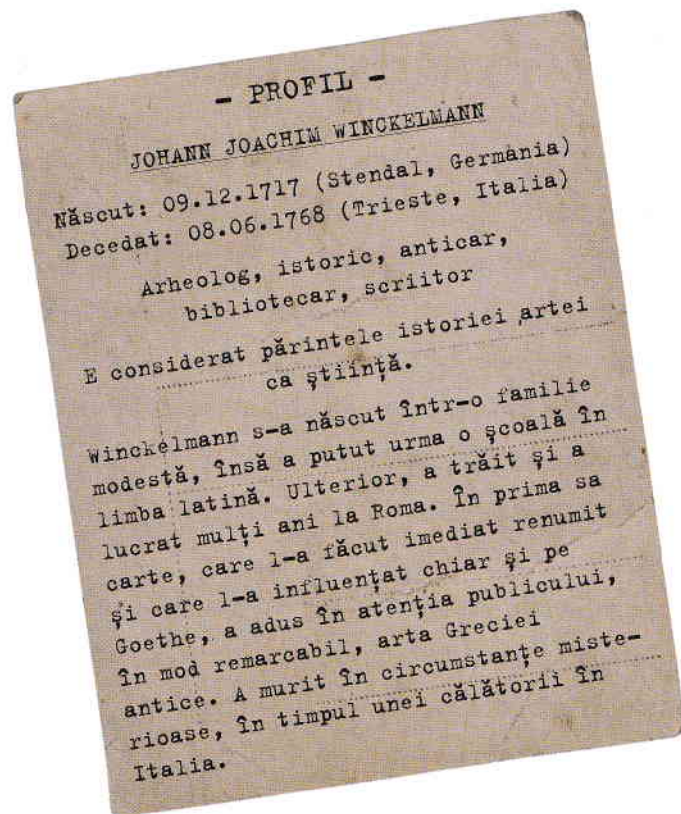 - PROFIL -
JOHANN JOACHIM WINCKELMANN
Născut: 09.12.1717 (Stendal, Germania)
Decedat: 08.06.1768 (Trieste, Italia)
Arheolog, istoric, anticar,
bibliotecar, scriitor
E considerat părintele istoriei artei
ca știință.
Winckelmann s-a născut într-o familie
modestă, însă a putut urma o școală în
limba latină. Ulterior, a trăit și a
lucrat mulți ani la Roma. În prima sa
carte, care l-a făcut imediat renumit
și care l-a influențat chiar și pe
Goethe, a adus în atenția publicului,
în mod remarcabil, arta Greciei
antice. A murit în circumstanțe miste-
rioase, în timpul unei călătorii în
Italia.